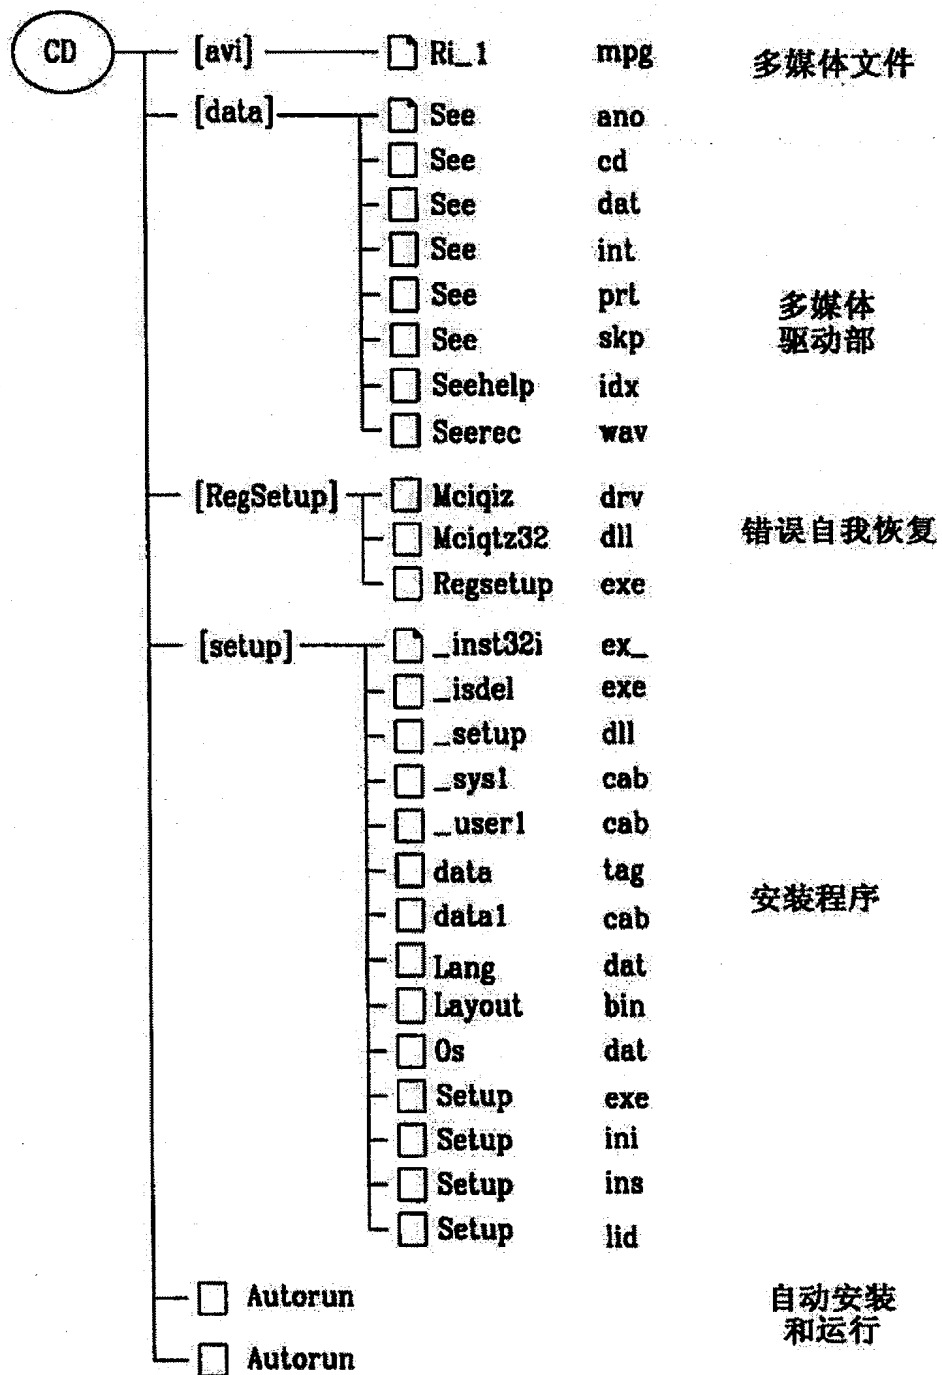 CD [avi] Ri_1 mpg 多媒体文件
[data] See ano
See cd
See dat
See int
See prt 多媒体
See skp 驱动部
Seehelp idx
Seerec wav
[RegSetup] Mciqiz drv
Mciqtz32 dll 错误自我恢复
Regsetup exe
[setup] _inst32i ex_
_isdel exe
_setup dll
_sys1 cab
_user1 cab
data tag
data1 cab 安装程序
Lang dat
Layout bin
Os dat
Setup exe
Setup ini
Setup ins
Setup lid
Autorun 自动安装
和运行
Autorun